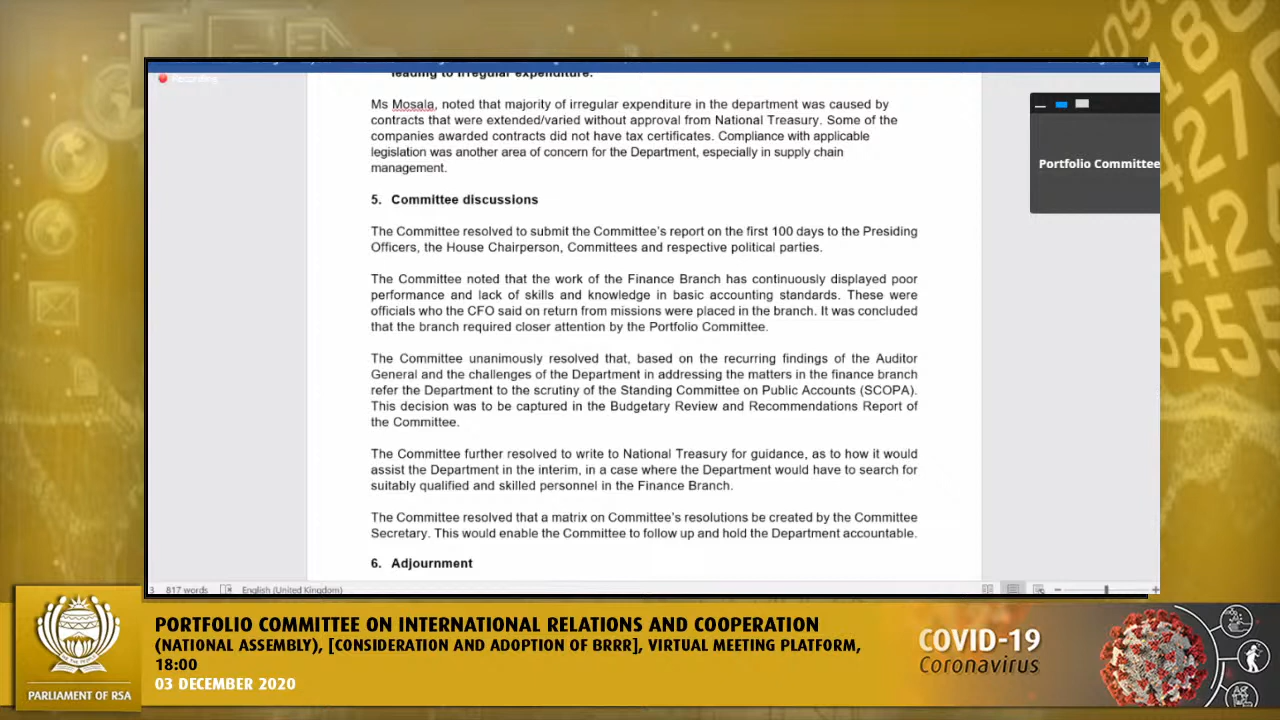 Recording
leading to irregular expenditure.
Ms Mosala, noted that majority of irregular expenditure in the department was caused by
contracts that were extended/varied without approval from National Treasury. Some of the
companies awarded contracts did not have tax certificates. Compliance with applicable
legislation was another area of concern for the Department, especially in supply chain
management.
5. Committee discussions
The Committee resolved to submit the Committee's report on the first 100 days to the Presiding
Officers, the House Chairperson, Committees and respective political parties.
The Committee noted that the work of the Finance Branch has continuously displayed poor
performance and lack of skills and knowledge in basic accounting standards. These were
officials who the CFO said on return from missions were placed in the branch. It was concluded
that the branch required closer attention by the Portfolio Committee.
The Committee unanimously resolved that, based on the recurring findings of the Auditor
General and the challenges of the Department in addressing the matters in the finance branch
refer the Department to the scrutiny of the Standing Committee on Public Accounts (SCOPA).
This decision was to be captured in the Budgetary Review and Recommendations Report of
the Committee.
The Committee further resolved to write to National Treasury for guidance, as to how it would
assist the Department in the interim, in a case where the Department would have to search for
suitably qualified and skilled personnel in the Finance Branch.
The Committee resolved that a matrix on Committee's resolutions be created by the Committee
Secretary. This would enable the Committee to follow up and hold the Department accountable.
6. Adjournment
Portfolio Committee
3 817 words English (United Kingdom)
PARLIAMENT OF RSA
PORTFOLIO COMMITTEE ON INTERNATIONAL RELATIONS AND COOPERATION
(NATIONAL ASSEMBLY), [CONSIDERATION AND ADOPTION OF BRRR], VIRTUAL MEETING PLATFORM,
18:00
03 DECEMBER 2020
COVID-19
Coronavirus